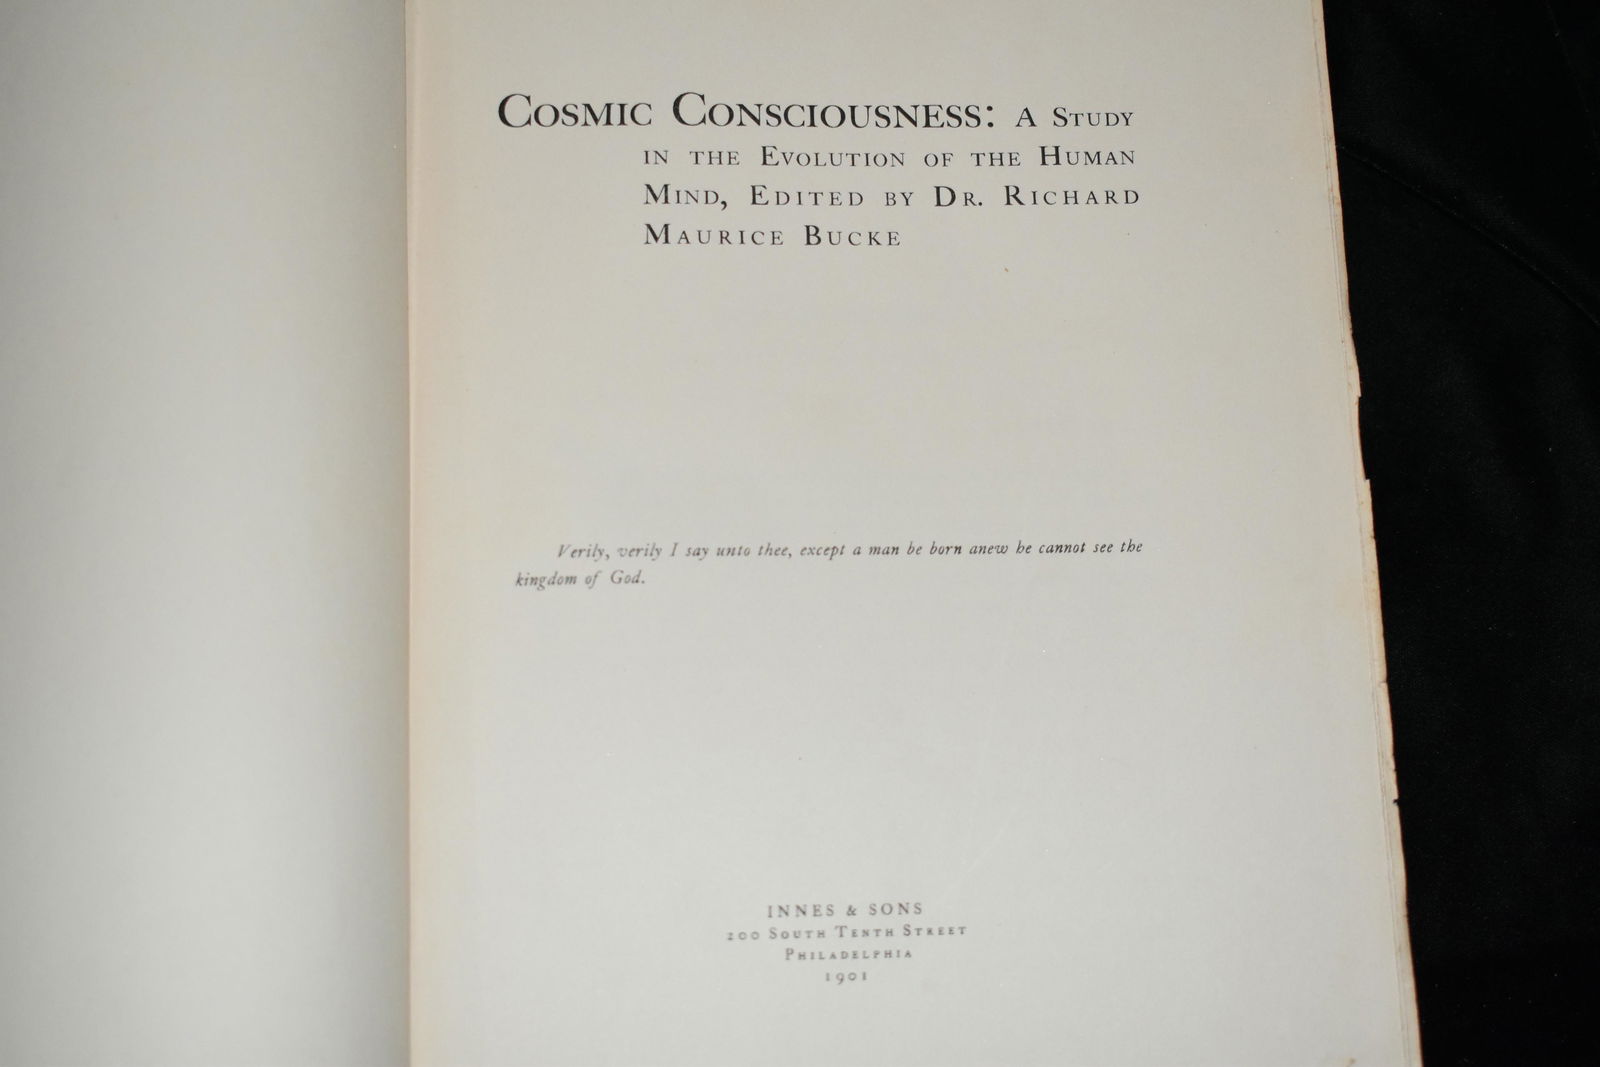 COSMIC CONSCIOUSNESS: A STUDY
IN THE EVOLUTION OF THE HUMAN
MIND, EDITED BY DR. RICHARD
MAURICE BUCKE
Verily, verily I say unto thee, except a man be born anew he cannot see the
kingdom of God.
INNES & SONS
200 SOUTH TENTH STREET
PHILADELPHIA
1901